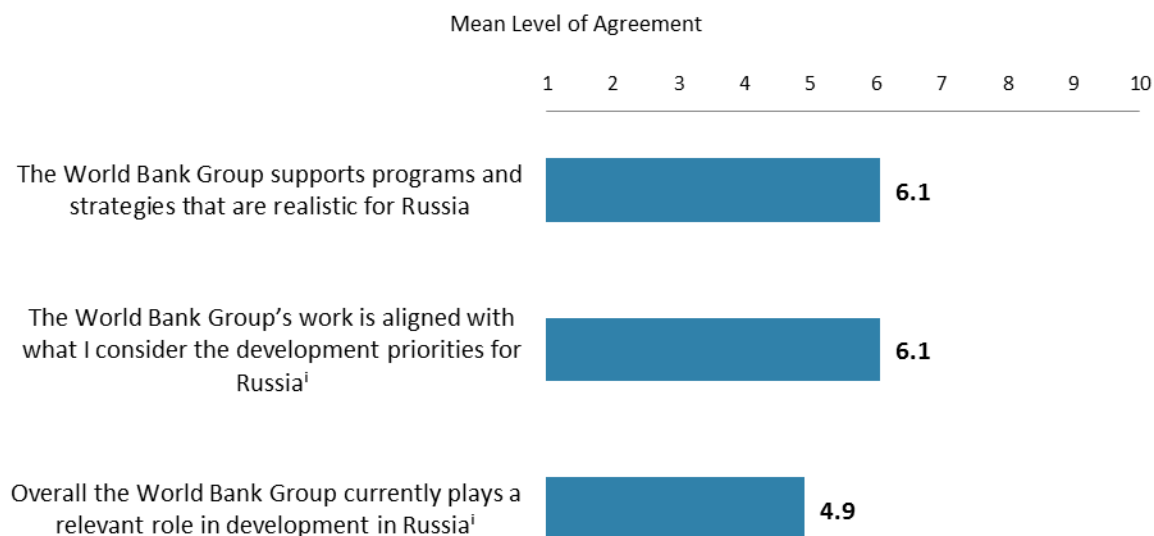 Mean Level of Agreement
1 2 3 4 5 6 7 8 9 10
The World Bank Group supports programs and
strategies that are realistic for Russia
6.1
The World Bank Group’s work is aligned with
what I consider the development priorities for
Russiaⁱ
6.1
Overall the World Bank Group currently plays a
relevant role in development in Russiaⁱ
4.9